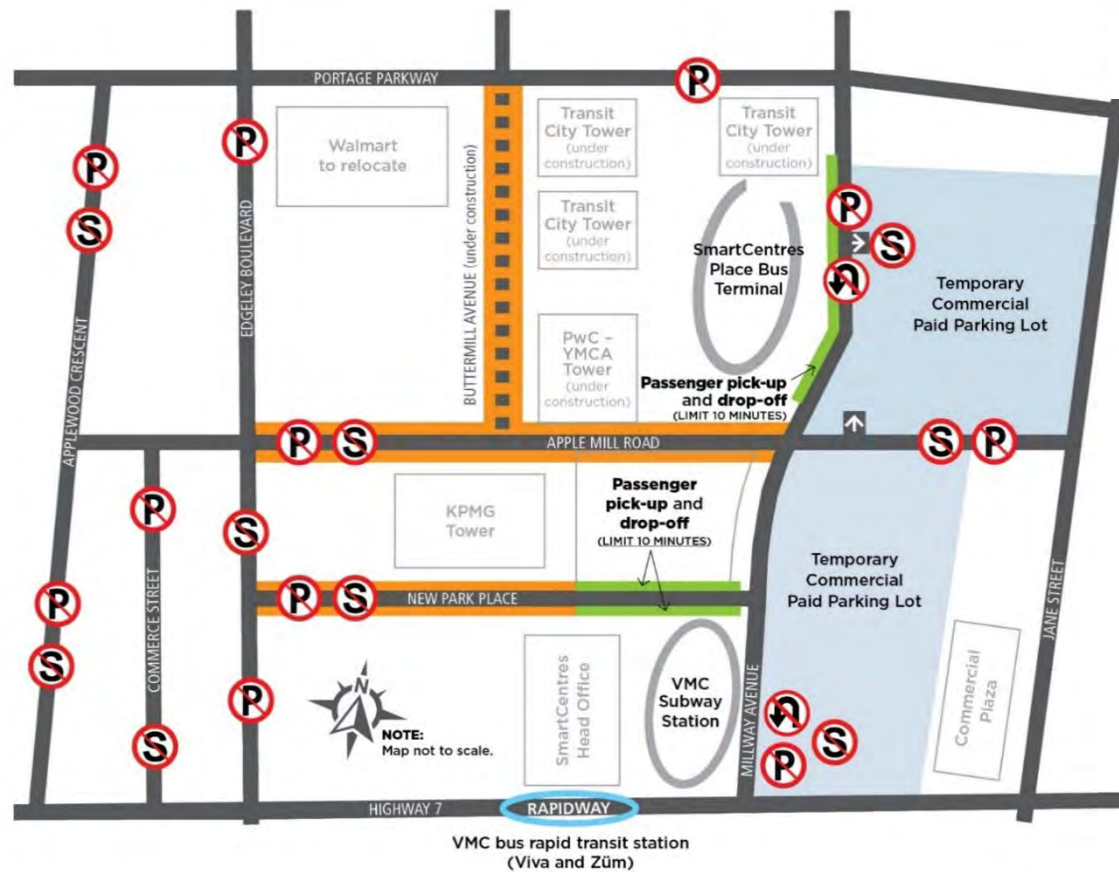 PORTAGE PARKWAY
P
P
Walmart
to relocate
Transit
City Tower
(under
construction)
Transit
City Tower
(under
construction)
P
S
APPLEWOOD CRESCENT
EDGELEY BOULEVARD
BUTTERMILL AVENUE (under construction)
Transit
City Tower
(under
construction)
SmartCentres
Place Bus
Terminal
P
S
Temporary
Commercial
Paid Parking Lot
PwC –
YMCA
Tower
(under
construction)
Passenger pick-up
and drop-off
(LIMIT 10 MINUTES)
P
S
APPLE MILL ROAD
S
P
P
COMMERCE STREET
S
KPMG
Tower
Passenger
pick-up and
drop-off
(LIMIT 10 MINUTES)
Temporary
Commercial
Paid Parking Lot
JANE STREET
P
S
P
S
NEW PARK PLACE
P
S
N
NOTE:
Map not to scale.
SmartCentres
Head Office
VMC
Subway
Station
MILLWAY AVENUE
S
P
Commercial
Plaza
HIGHWAY 7
RAPIDWAY
VMC bus rapid transit station
(Viva and Züm)